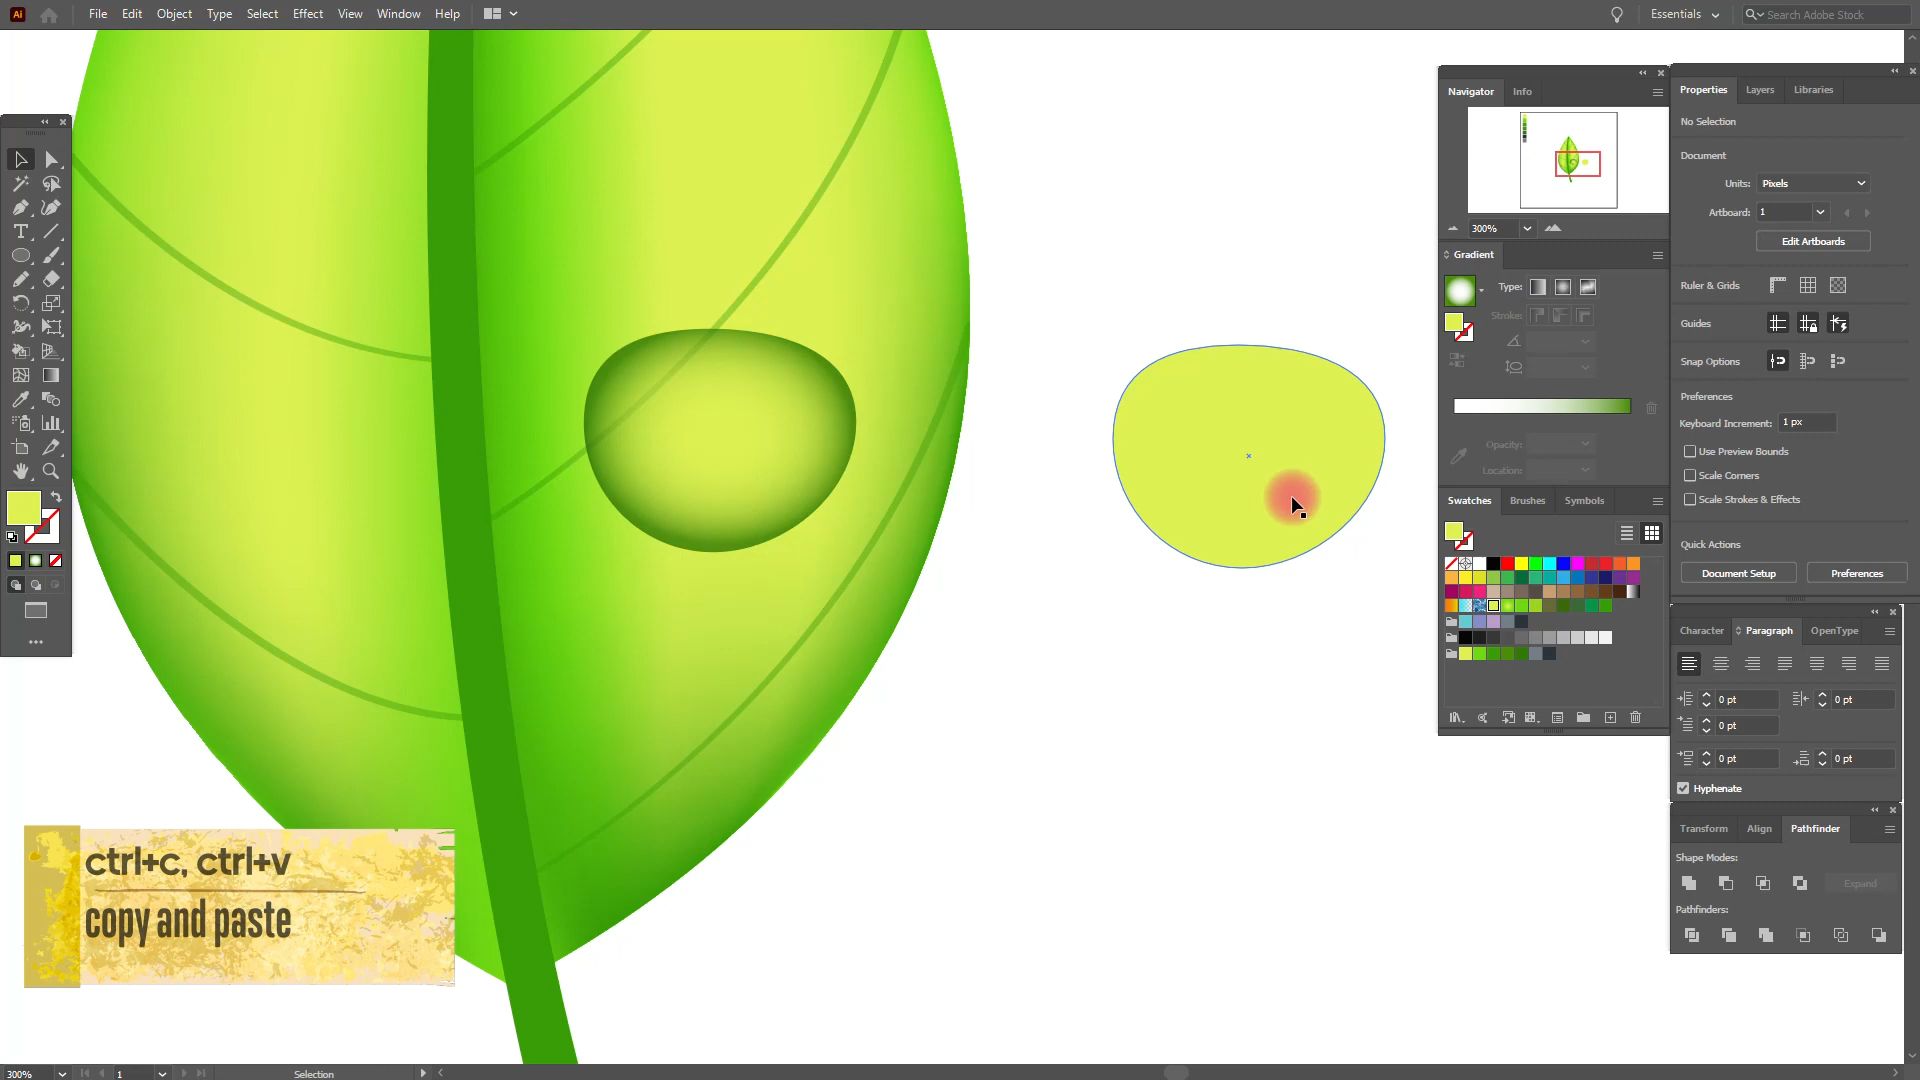 Ai
File Edit Object Type Select Effect View Window Help
Essentials
Search Adobe Stock
Navigator Info
300%
Gradient
Type:
Stroke:
Opacity:
Location:
Swatches Brushes Symbols
Properties Layers Libraries
No Selection
Document
Units: Pixels
Artboard: 1
Edit Artboards
Ruler & Grids
Guides
Snap Options
Preferences
Keyboard Increment: 1 px
Use Preview Bounds
Scale Corners
Scale Strokes & Effects
Quick Actions
Document Setup Preferences
Character Paragraph OpenType
0 pt 0 pt
0 pt
0 pt 0 pt
Hyphenate
Transform Align Pathfinder
Shape Modes:
Expand
Pathfinders:
ctrl+c, ctrl+v
copy and paste
300% 1 Selection